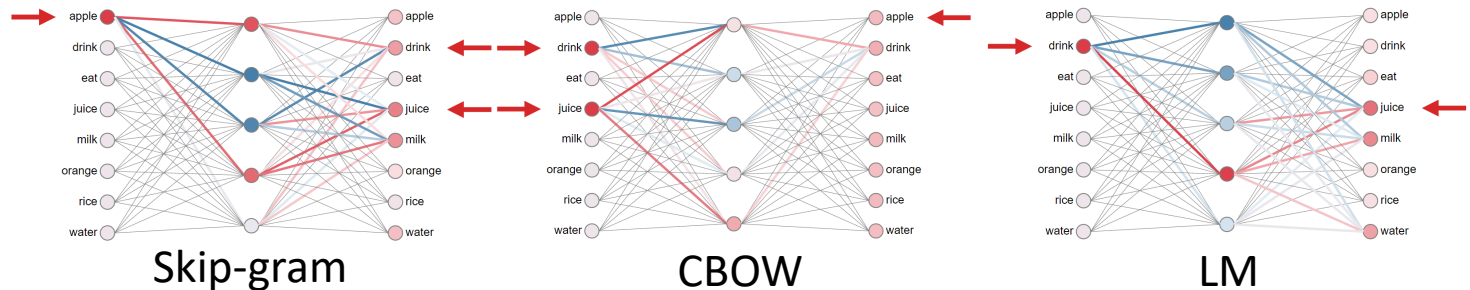 apple
drink
eat
juice
milk
orange
rice
water
apple
drink
eat
juice
milk
orange
rice
water
Skip-gram
apple
drink
eat
juice
milk
orange
rice
water
apple
drink
eat
juice
milk
orange
rice
water
CBOW
apple
drink
eat
juice
milk
orange
rice
water
apple
drink
eat
juice
milk
orange
rice
water
LM